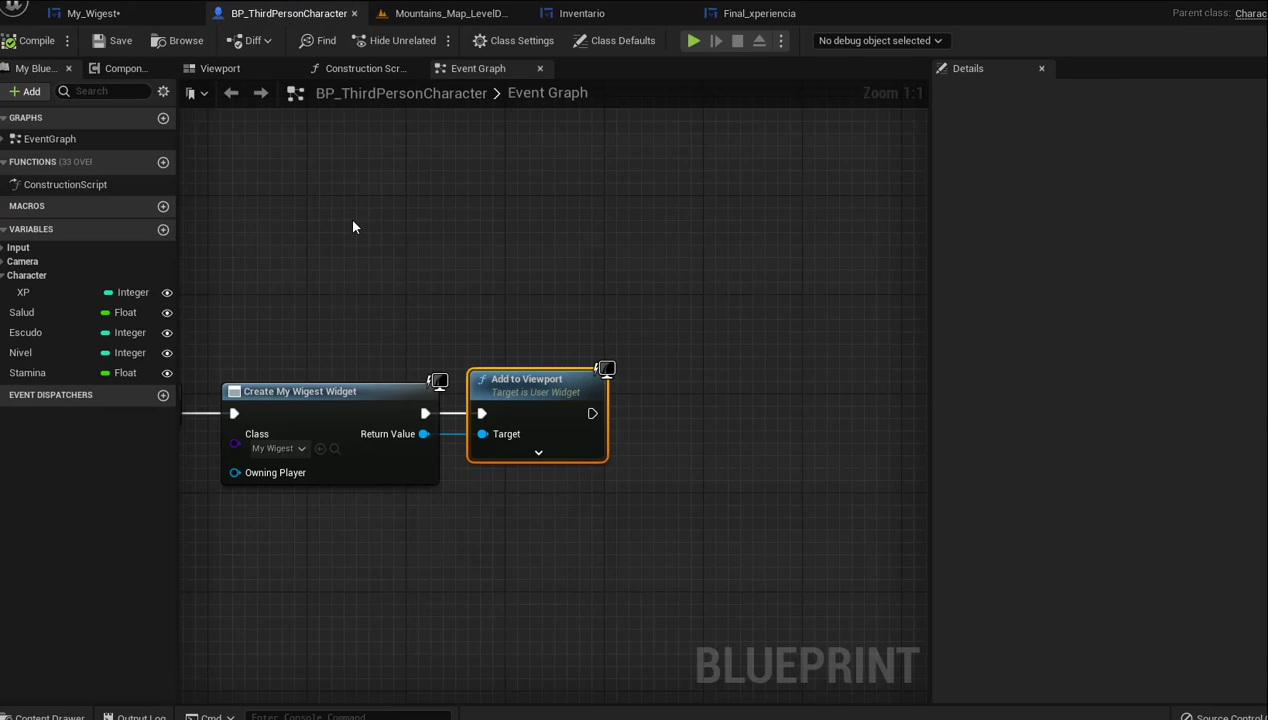 My_Wigest*
BP_ThirdPersonCharacter
Mountains_Map_LevelD...
Inventario
Final_xperiencia
Parent class: Charac
Compile
Save
Browse
Diff
Find
Hide Unrelated
Class Settings
Class Defaults
No debug object selected
My Blue...
Compon...
Viewport
Construction Scr...
Event Graph
Details
+ Add
Search
BP_ThirdPersonCharacter > Event Graph
Zoom 1:1
GRAPHS
EventGraph
FUNCTIONS (33 OVEI
ConstructionScript
MACROS
VARIABLES
Input
Camera
Character
XP Integer
Salud Float
Escudo Integer
Nivel Integer
Stamina Float
EVENT DISPATCHERS
Create My Wigest Widget
Class
My Wigest
Return Value
Owning Player
f Add to Viewport
Target is User Widget
Target
BLUEPRINT
Content Drawer
Output Log
Cmd
Enter Console Command
Source Control